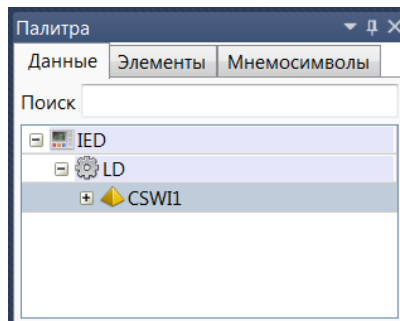 Палитра
Данные Элементы Мнемосимволы
Поиск
IED
LD
CSWI1